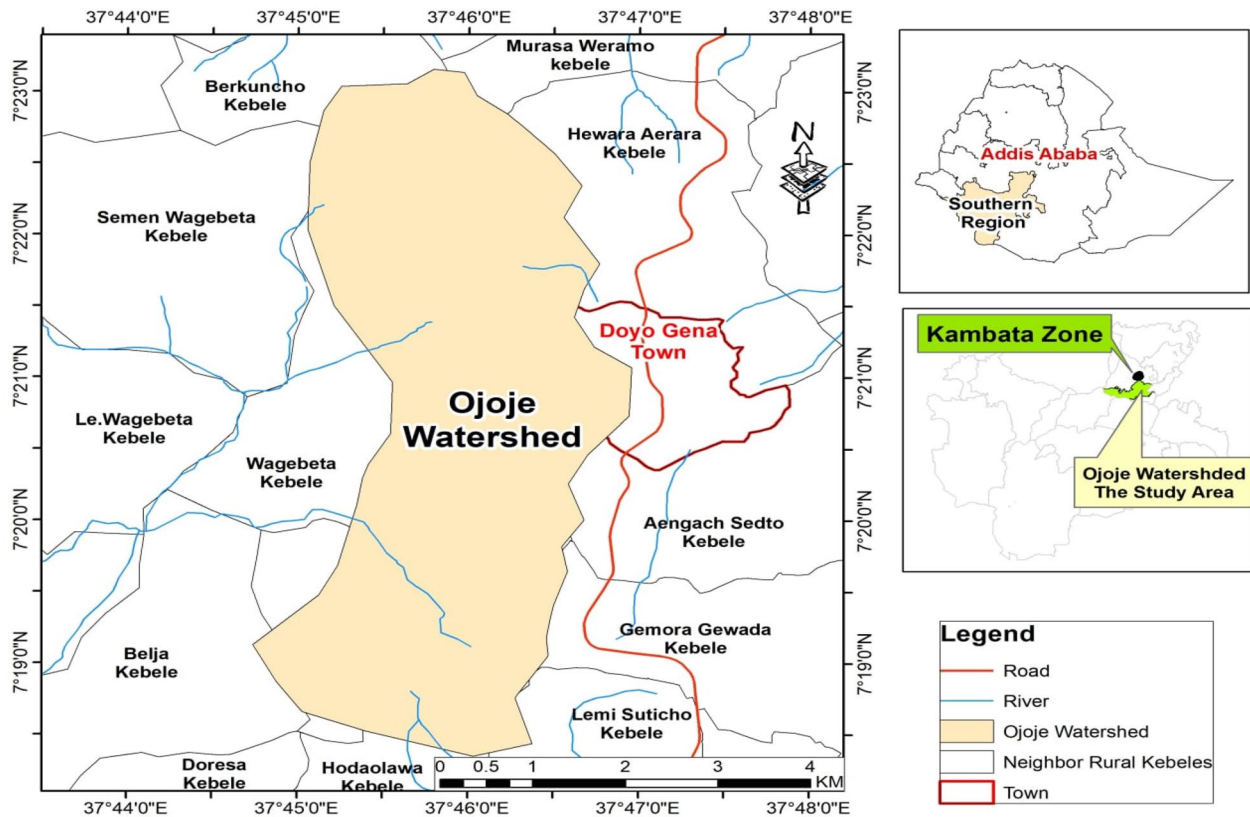 37°44'0"E 37°45'0"E 37°46'0"E 37°47'0"E 37°48'0"E
7°23'0"N
7°22'0"N
7°21'0"N
7°20'0"N
7°19'0"N
Murasa Weramo
kebele
Berkuncho
Kebele
Hewara Aerara
Kebele
N
Semen Wagebeta
Kebele
Doyo Gena
Town
Ojoje
Watershed
Le.Wagebeta
Kebele
Wagebeta
Kebele
Aengach Sedto
Kebele
Gemora Gewada
Kebele
Belja
Kebele
Lemi Suticho
Kebele
Doresa
Kebele
Hodaolawa
Kebele
0 0.5 1 2 3 4
KM
7°23'0"N
7°22'0"N
7°21'0"N
7°20'0"N
7°19'0"N
37°44'0"E 37°45'0"E 37°46'0"E 37°47'0"E 37°48'0"E
Addis Ababa
Southern
Region
Kambata Zone
Ojoje Watershded
The Study Area
Legend
Road
River
Ojoje Watershed
Neighbor Rural Kebeles
Town